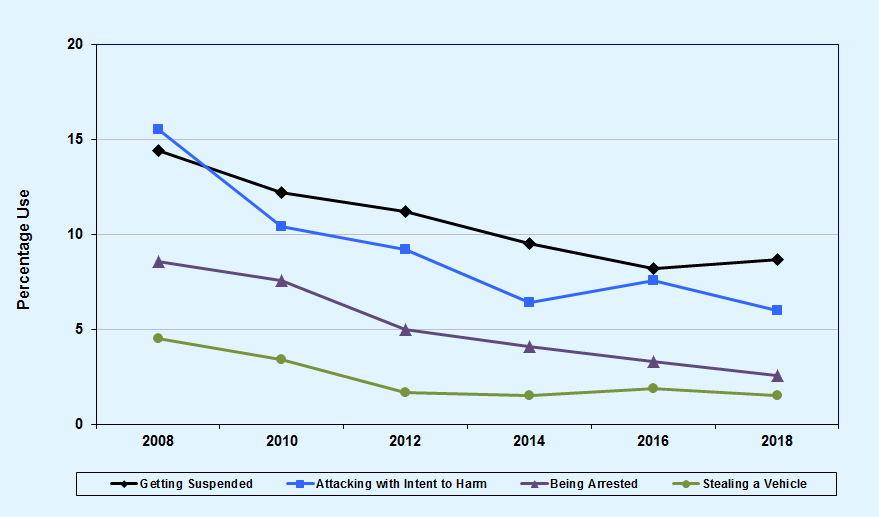 20
15
10
5
0
Percentage Use
2008 2010 2012 2014 2016 2018
Getting Suspended Attacking with Intent to Harm Being Arrested Stealing a Vehicle